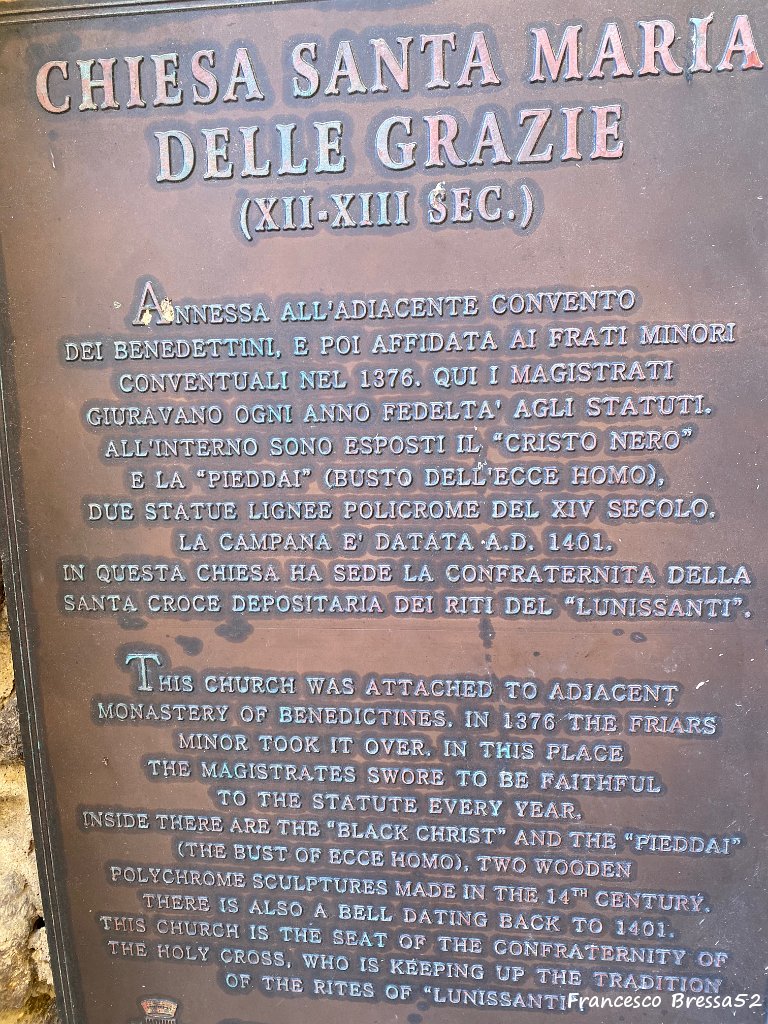 CHIESA SANTA MARIA
DELLE GRAZIE
(XII-XIII SEC.)
ANNESSA ALL'ADIACENTE CONVENTO
DEI BENEDETTINI, E POI AFFIDATA AI FRATI MINORI
CONVENTUALI NEL 1376. QUI I MAGISTRATI
GIURAVANO OGNI ANNO FEDELTA' AGLI STATUTI.
ALL'INTERNO SONO ESPOSTI IL "CRISTO NERO"
E LA "PIEDDAI" (BUSTO DELL'ECCE HOMO),
DUE STATUE LIGNEE POLICROME DEL XIV SECOLO.
LA CAMPANA E' DATATA A.D. 1401.
IN QUESTA CHIESA HA SEDE LA CONFRATERNITA DELLA
SANTA CROCE DEPOSITARIA DEI RITI DEL "LUNISSANTI".
THIS CHURCH WAS ATTACHED TO ADJACENT
MONASTERY OF BENEDICTINES. IN 1376 THE FRIARS
MINOR TOOK IT OVER. IN THIS PLACE
THE MAGISTRATES SWORE TO BE FAITHFUL
TO THE STATUTE EVERY YEAR.
INSIDE THERE ARE THE "BLACK CHRIST" AND THE "PIEDDAI"
(THE BUST OF ECCE HOMO), TWO WOODEN
POLYCHROME SCULPTURES MADE IN THE 14TH CENTURY.
THERE IS ALSO A BELL DATING BACK TO 1401.
THIS CHURCH IS THE SEAT OF THE CONFRATERNITY OF
THE HOLY CROSS, WHO IS KEEPING UP THE TRADITION
OF THE RITES OF "LUNISSANTI".
Francesco Bressa52